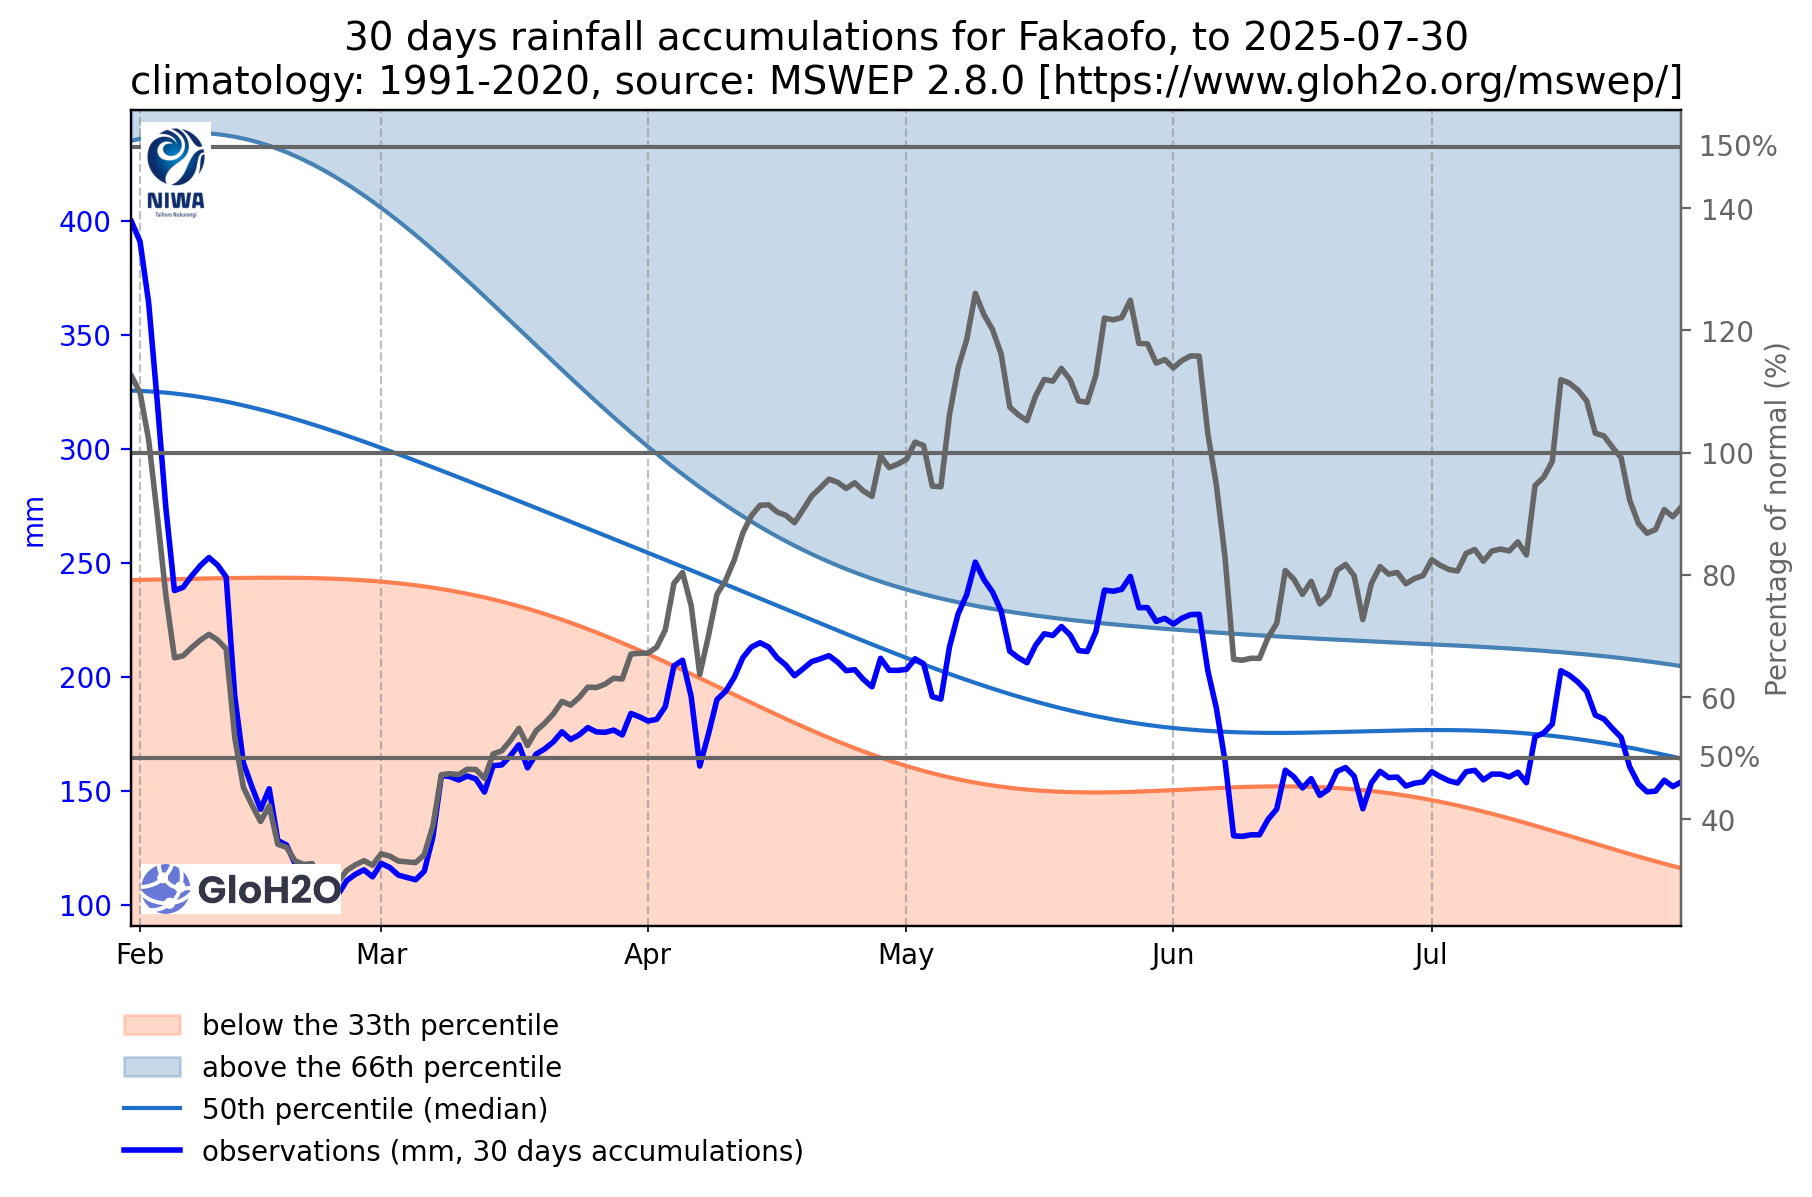 30 days rainfall accumulations for Fakaofo, to 2025-07-30
climatology: 1991-2020, source: MSWEP 2.8.0 [https://www.gloh2o.org/mswep/]
NIWA
Taihoro Nukurangi
GloH2O
mm
400
350
300
250
200
150
100
150%
140
120
100
80
60
50%
40
Percentage of normal (%)
Feb Mar Apr May Jun Jul
below the 33th percentile
above the 66th percentile
50th percentile (median)
observations (mm, 30 days accumulations)